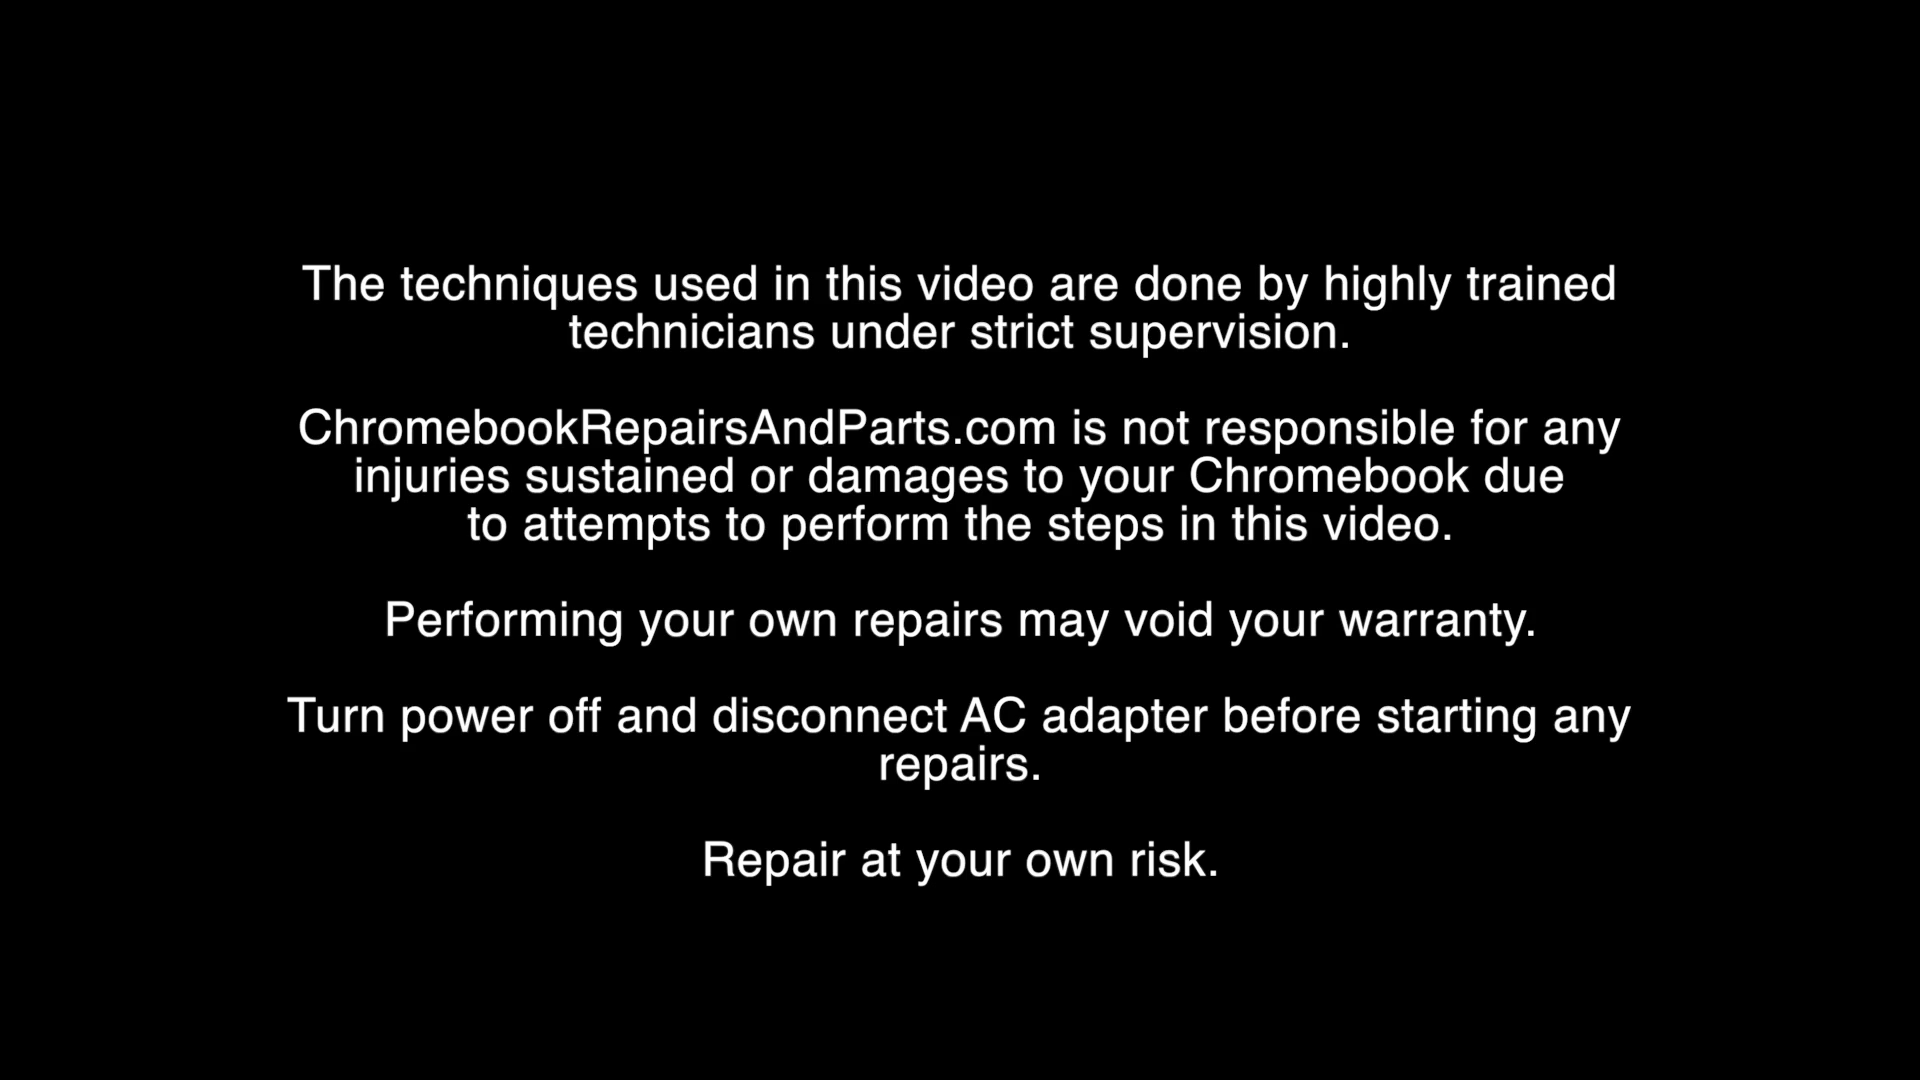 The techniques used in this video are done by highly trained
technicians under strict supervision.
ChromebookRepairsAndParts.com is not responsible for any
injuries sustained or damages to your Chromebook due
to attempts to perform the steps in this video.
Performing your own repairs may void your warranty.
Turn power off and disconnect AC adapter before starting any
repairs.
Repair at your own risk.